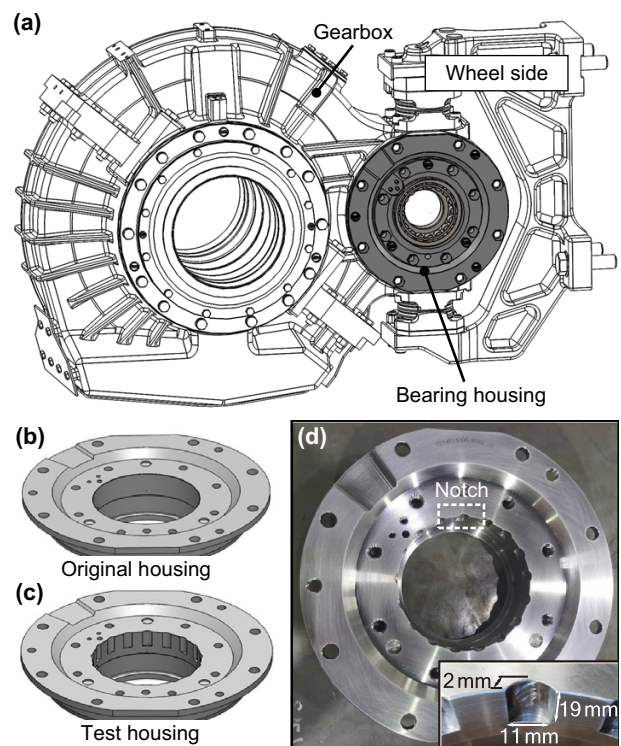 (a)
Gearbox
Wheel side
Bearing housing
(b)
Original housing
(c)
Test housing
(d)
Notch
2 mm
19 mm
11 mm